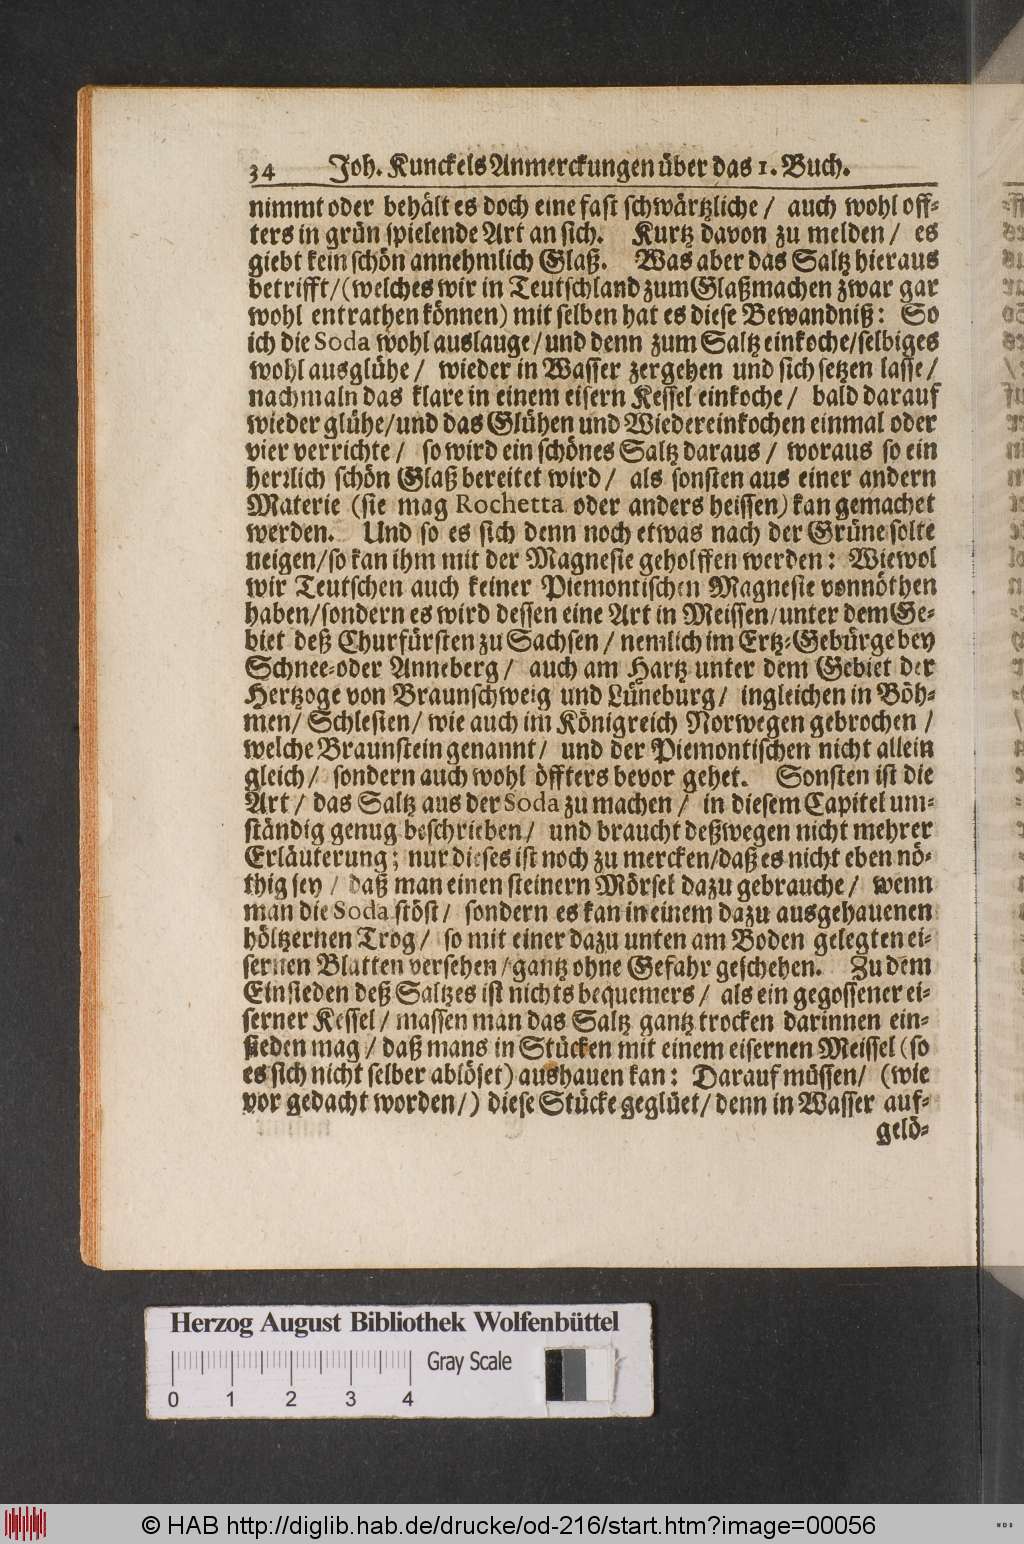 34 Joh. Kunckels Anmerckungen über das 1. Buch.
nimmt oder behält es doch eine fast schwärtzliche / auch wohl off-
ters in grün spielende Art an sich. Kurtz davon zu melden / es
giebt kein schön annehmlich Glaß. Was aber das Saltz hieraus
betrifft / (welches wir in Teutschland zum Glaßmachen zwar gar
wohl entrathen können) mit selben hat es diese Bewandniß: So
ich die Soda wohl auslauge / und denn zum Saltz einkoche / selbiges
wohl ausglühe / wieder in Wasser zergehen und sich setzen lasse /
nachmaln das klare in einem eisern Kessel einkoche / bald darauf
wieder glühe / und das Glühen und Wiedereinkochen einmal oder
vier verrichte / so wird ein schönes Saltz daraus / woraus so ein
herrlich schön Glaß bereitet wird / als sonsten aus einer andern
Materie (sie mag Rochetta oder anders heissen) kan gemachet
werden. Und so es sich denn noch etwas nach der Grüne solte
neigen / so kan ihm mit der Magnesie geholffen werden: Wiewol
wir Teutschen auch keiner Piemontischen Magnesie vonnöthen
haben / sondern es wird dessen eine Art in Meissen / unter dem Ge-
biet deß Churfürsten zu Sachsen / nemlich im Ertz-Gebürge bey
Schnee-oder Anneberg / auch am Hartz unter dem Gebiet der
Hertzoge von Braunschweig und Lüneburg / ingleichen in Böh-
men / Schlesien / wie auch im Königreich Norwegen gebrochen /
welche Braunstein genannt / und der Piemontischen nicht allein
gleich / sondern auch wohl öffters bevor gehet. Sonsten ist die
Art / das Saltz aus der Soda zu machen / in diesem Capitel um-
ständig genug beschrieben / und braucht deßwegen nicht mehrer
Erläuterung; nur dieses ist noch zu mercken / daß es nicht eben nö-
thig sey / daß man einen steinern Mörsel dazu gebrauche / wenn
man die Soda stöst / sondern es kan in einem dazu ausgehauenen
höltzernen Trog / so mit einer dazu unten am Boden gelegten ei-
sernen Blatten versehen / gantz ohne Gefahr geschehen. Zu dem
Einsieden deß Saltzes ist nichts bequemers / als ein gegossener ei-
serner Kessel / massen man das Saltz gantz trocken darinnen ein-
sieden mag / daß mans in Stücken mit einem eisernen Meissel (so
es sich nicht selber ablöset) aushauen kan: Darauf müssen / (wie
vor gedacht worden /) diese Stücke geglüet / denn in Wasser auf-
gelö-
Herzog August Bibliothek Wolfenbüttel
Gray Scale
0 1 2 3 4
© HAB http://diglib.hab.de/drucke/od-216/start.htm?image=00056